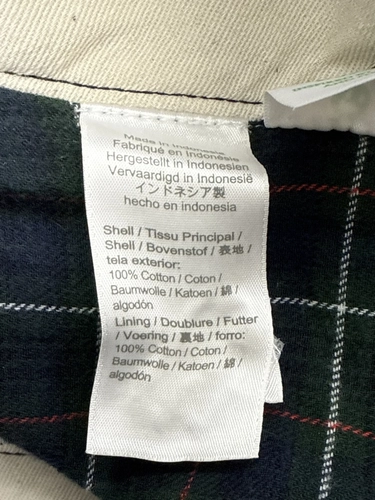 Made in Indonesia
Fabriqué en Indonésie
Hergestellt in Indonesien
Vervaardigd in Indonesië
インドネシア製
hecho en indonesia
Shell / Tissu Principal /
Shell / Bovenstof / 表地 /
tela exterior:
100% Cotton / Coton /
Baumwolle / Katoen / 綿 /
algodón
Lining / Doublure / Futter
/ Voering / 裏地 / forro:
100% Cotton / Coton /
Baumwolle / Katoen / 綿 /
algodón